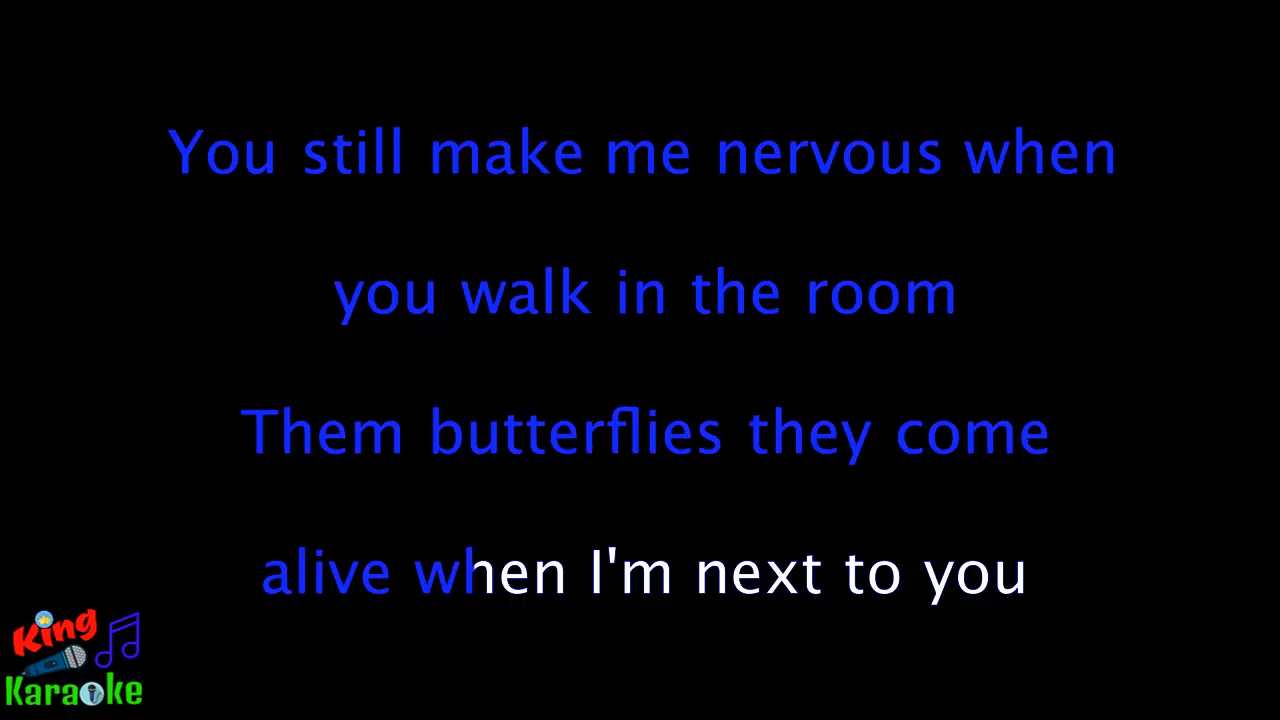 You still make me nervous when
you walk in the room
Them butterflies they come
alive when I'm next to you
King
Karaoke